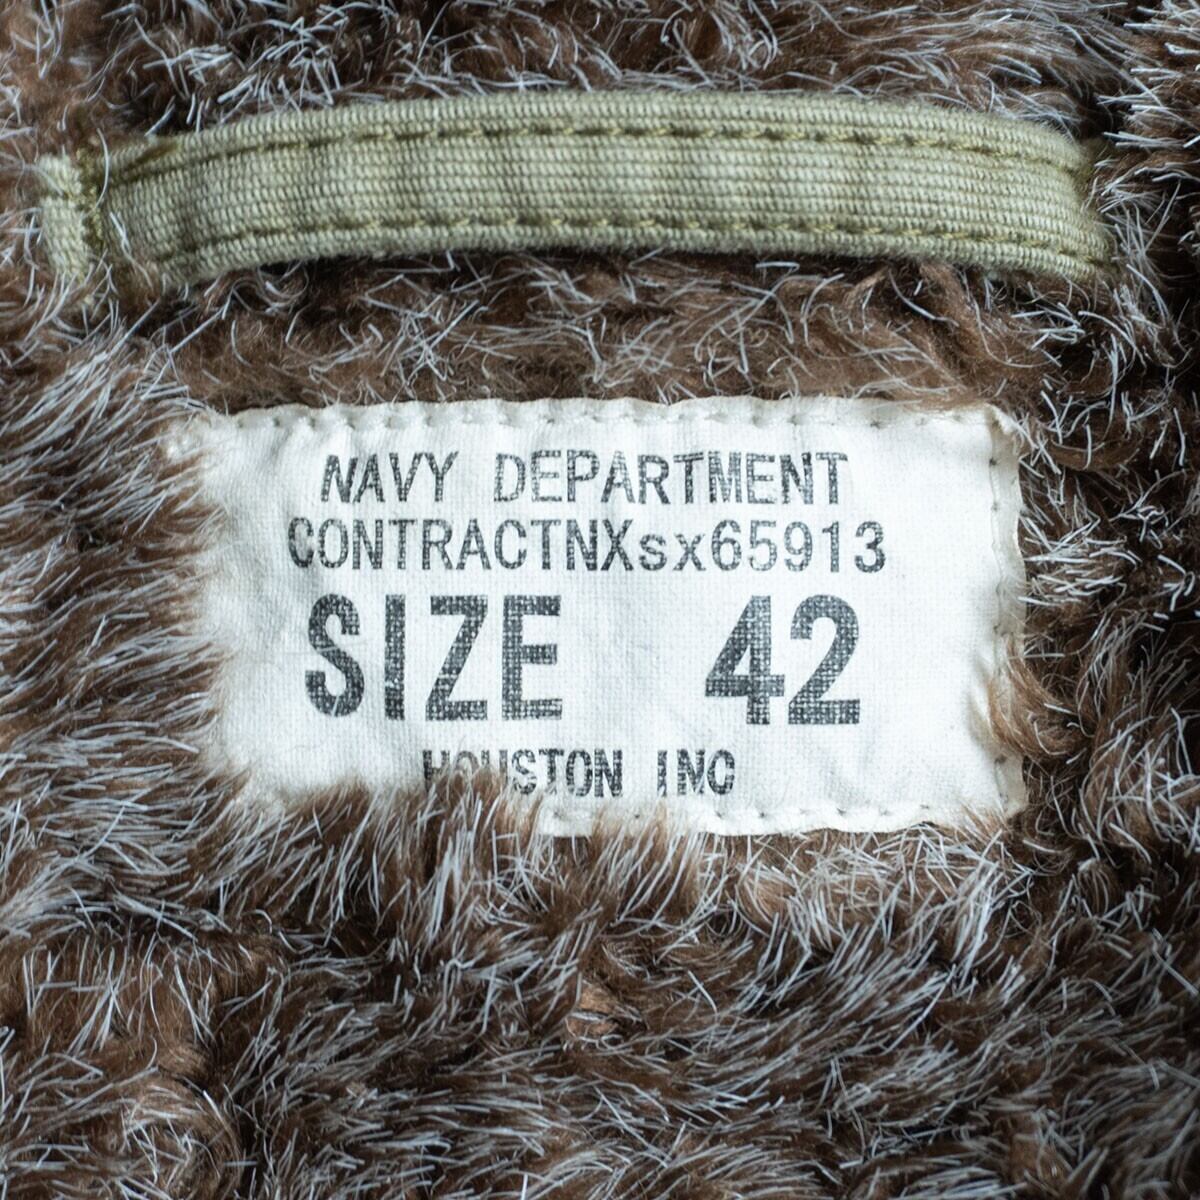 NAVY DEPARTMENT
CONTRACTNXsx65913
SIZE 42
HOUSTON INC